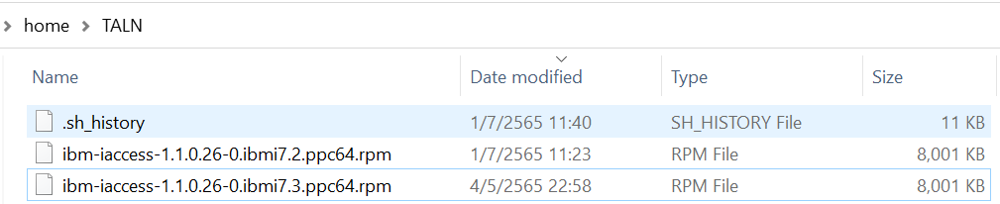 home > TALN
Name Date modified Type Size
.sh_history 1/7/2565 11:40 SH_HISTORY File 11 KB
ibm-iaccess-1.1.0.26-0.ibmi7.2.ppc64.rpm 1/7/2565 11:23 RPM File 8,001 KB
ibm-iaccess-1.1.0.26-0.ibmi7.3.ppc64.rpm 4/5/2565 22:58 RPM File 8,001 KB